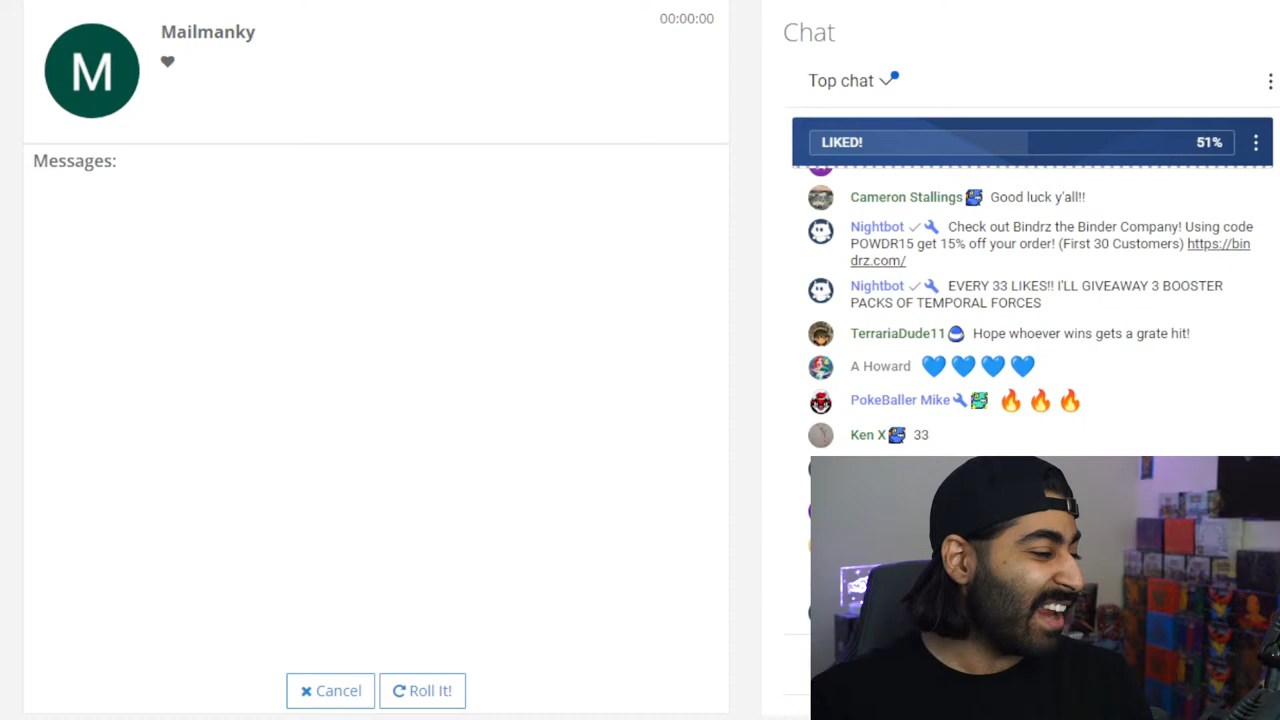 Mailmanky
00:00:00
M
Messages:
Cancel
Roll It!
Chat
Top chat
LIKED!
51%
Cameron Stallings Good luck y'all!!
Nightbot Check out Bindrz the Binder Company! Using code
POWDR15 get 15% off your order! (First 30 Customers) https://bin
drz.com/
Nightbot EVERY 33 LIKES!! I'LL GIVEAWAY 3 BOOSTER
PACKS OF TEMPORAL FORCES
TerrariaDude11 Hope whoever wins gets a grate hit!
A Howard
PokeBaller Mike
Ken X 33